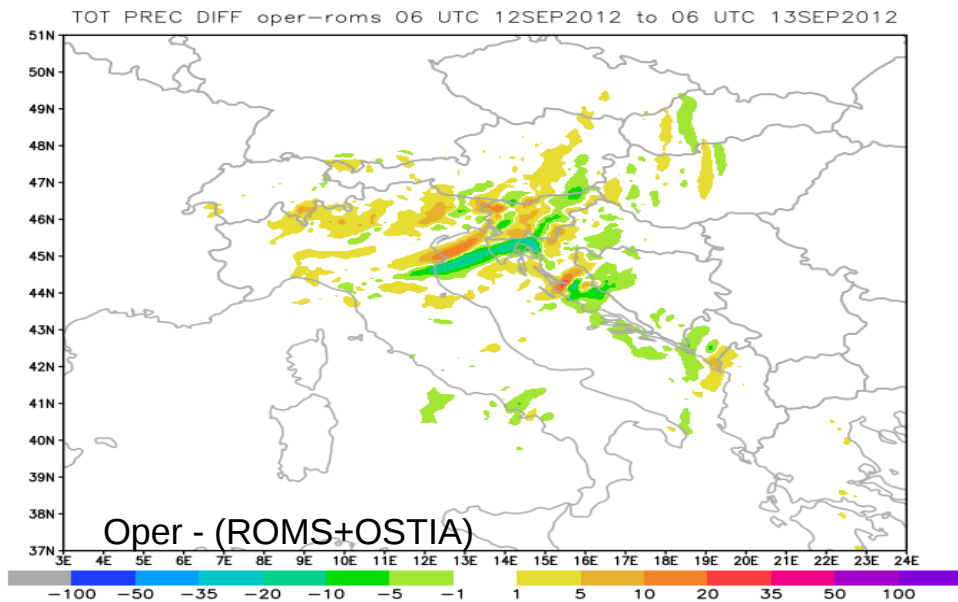 TOT PREC DIFF oper-roms 06 UTC 12SEP2012 to 06 UTC 13SEP2012
51N
50N
49N
48N
47N
46N
45N
44N
43N
42N
41N
40N
39N
38N
37N
Oper - (ROMS+OSTIA)
3E 4E 5E 6E 7E 8E 9E 10E 11E 12E 13E 14E 15E 16E 17E 18E 19E 20E 21E 22E 23E 24E
-100 -50 -35 -20 -10 -5 -1 1 5 10 20 35 50 100